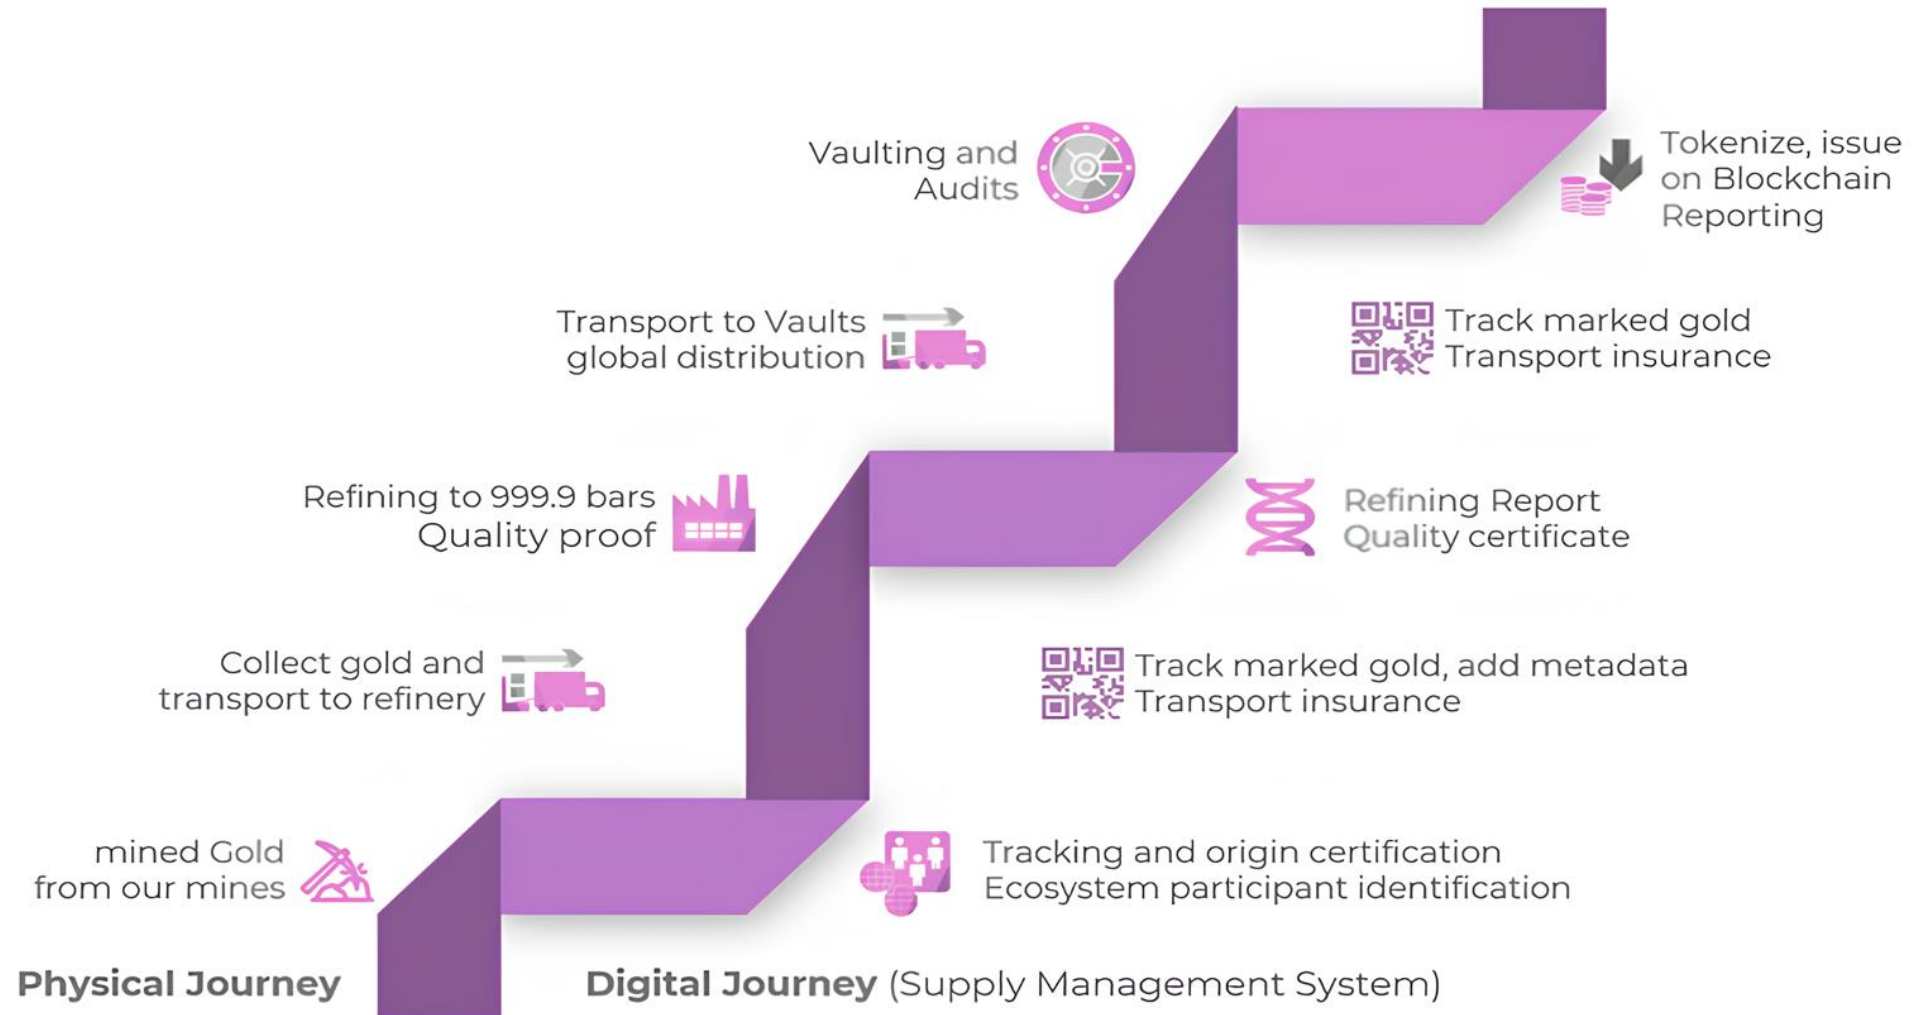 Vaulting and
Audits
Tokenize, issue
on Blockchain
Reporting
Transport to Vaults
global distribution
Track marked gold
Transport insurance
Refining to 999.9 bars
Quality proof
Refining Report
Quality certificate
Collect gold and
transport to refinery
Track marked gold, add metadata
Transport insurance
mined Gold
from our mines
Tracking and origin certification
Ecosystem participant identification
Physical Journey
Digital Journey (Supply Management System)